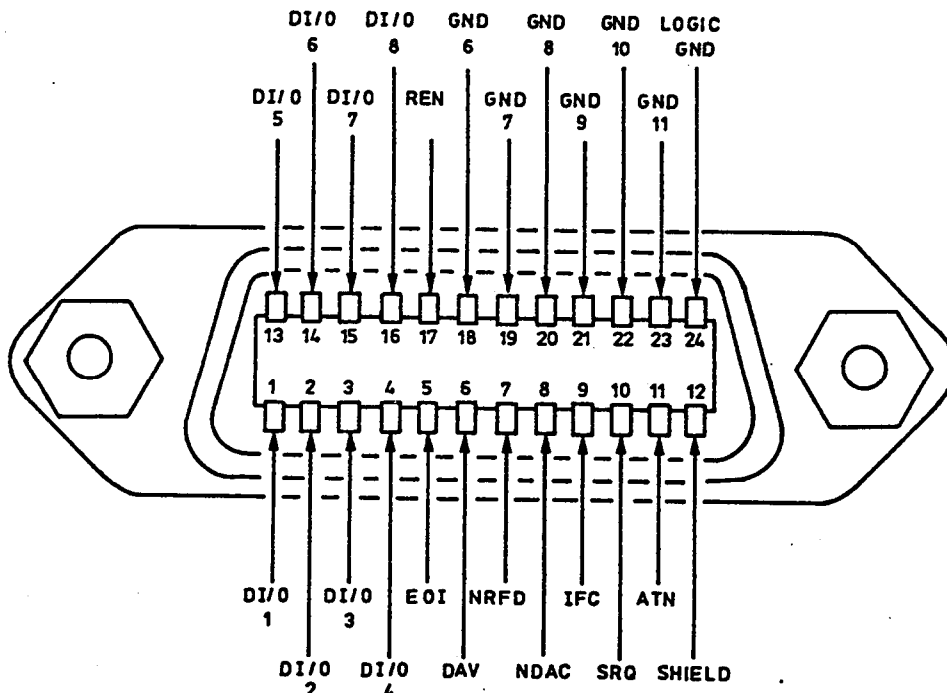 DI/O DI/O GND GND GND LOGIC
6 8 6 8 10 GND
DI/O DI/O REN GND GND GND
5 7 7 9 11
13 14 15 16 17 18 19 20 21 22 23 24
1 2 3 4 5 6 7 8 9 10 11 12
DI/O DI/O EOI NRFD IFC ATN
1 3
DI/O DI/O DAV NDAC SRQ SHIELD
2 4